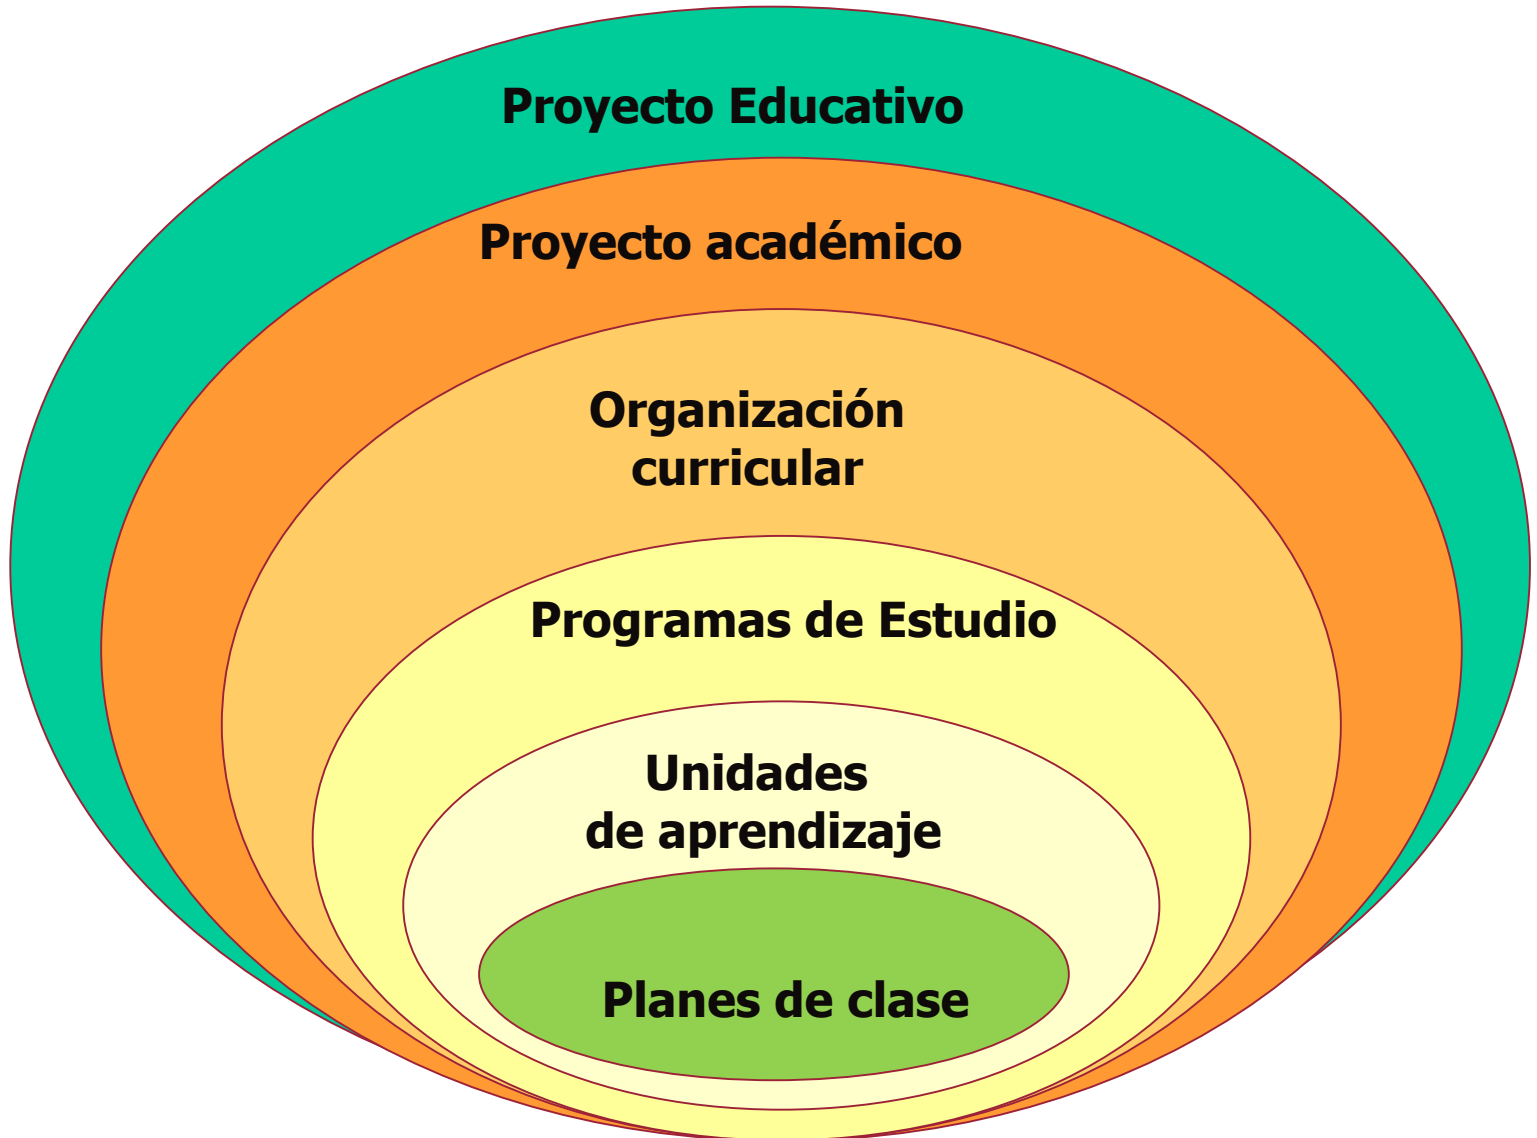 Proyecto Educativo
Proyecto académico
Organización
curricular
Programas de Estudio
Unidades
de aprendizaje
Planes de clase